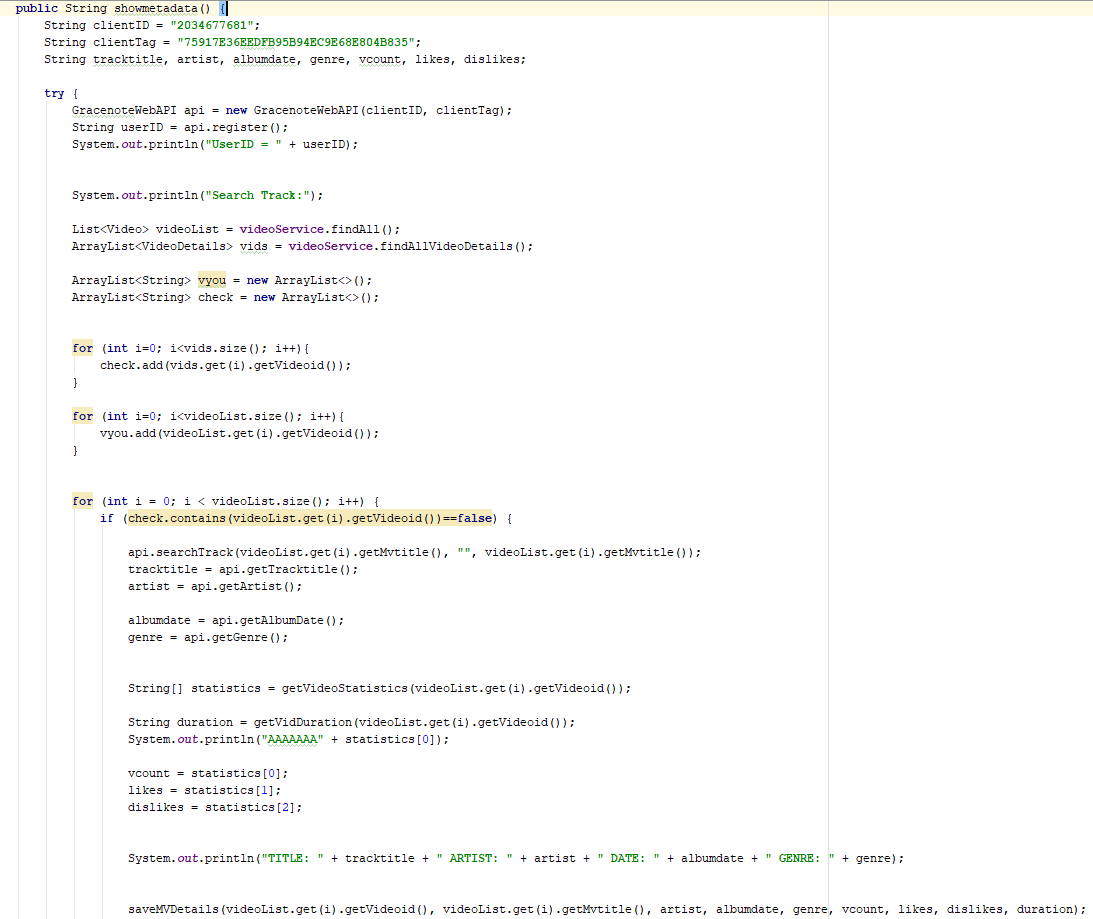 public String showmetadata() {
String clientID = "2034677681";
String clientTag = "75917E36EEDFB95B94EC9E68E804B835";
String tracktitle, artist, albumdate, genre, vcount, likes, dislikes;
try {
GracenoteWebAPI api = new GracenoteWebAPI(clientID, clientTag);
String userID = api.register();
System.out.println("UserID = " + userID);
System.out.println("Search Track:");
List<Video> videoList = videoService.findAll();
ArrayList<VideoDetails> vids = videoService.findAllVideoDetails();
ArrayList<String> vyou = new ArrayList<>();
ArrayList<String> check = new ArrayList<>();
for (int i=0; i<vids.size(); i++){
check.add(vids.get(i).getVideoid());
}
for (int i=0; i<videoList.size(); i++){
vyou.add(videoList.get(i).getVideoid());
}
for (int i = 0; i < videoList.size(); i++) {
if (check.contains(videoList.get(i).getVideoid())==false) {
api.searchTrack(videoList.get(i).getMvtitle(), "", videoList.get(i).getMvtitle());
tracktitle = api.getTracktitle();
artist = api.getArtist();
albumdate = api.getAlbumDate();
genre = api.getGenre();
String[] statistics = getVideoStatistics(videoList.get(i).getVideoid());
String duration = getVidDuration(videoList.get(i).getVideoid());
System.out.println("AAAAAAA" + statistics[0]);
vcount = statistics[0];
likes = statistics[1];
dislikes = statistics[2];
System.out.println("TITLE: " + tracktitle + " ARTIST: " + artist + " DATE: " + albumdate + " GENRE: " + genre);
saveMVDetails(videoList.get(i).getVideoid(), videoList.get(i).getMvtitle(), artist, albumdate, genre, vcount, likes, dislikes, duration);